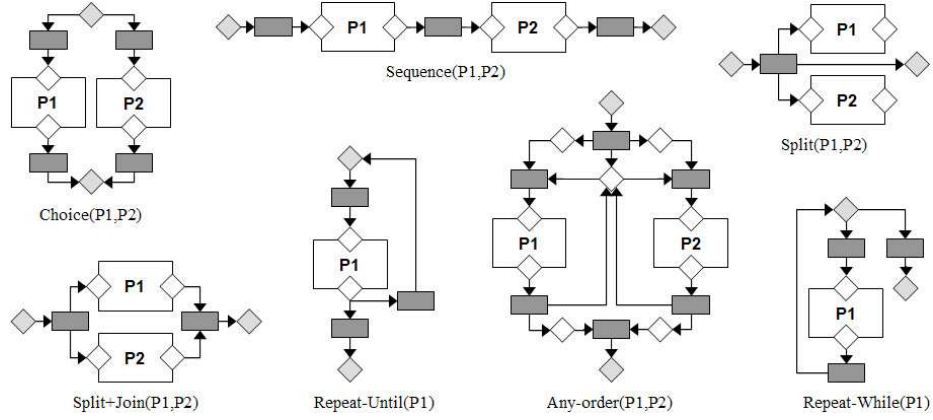 P1
P2
Choice(P1,P2)
P1
P2
Sequence(P1,P2)
P1
P2
Split(P1,P2)
P1
P2
Split+Join(P1,P2)
P1
Repeat-Until(P1)
P1
P2
Any-order(P1,P2)
P1
Repeat-While(P1)